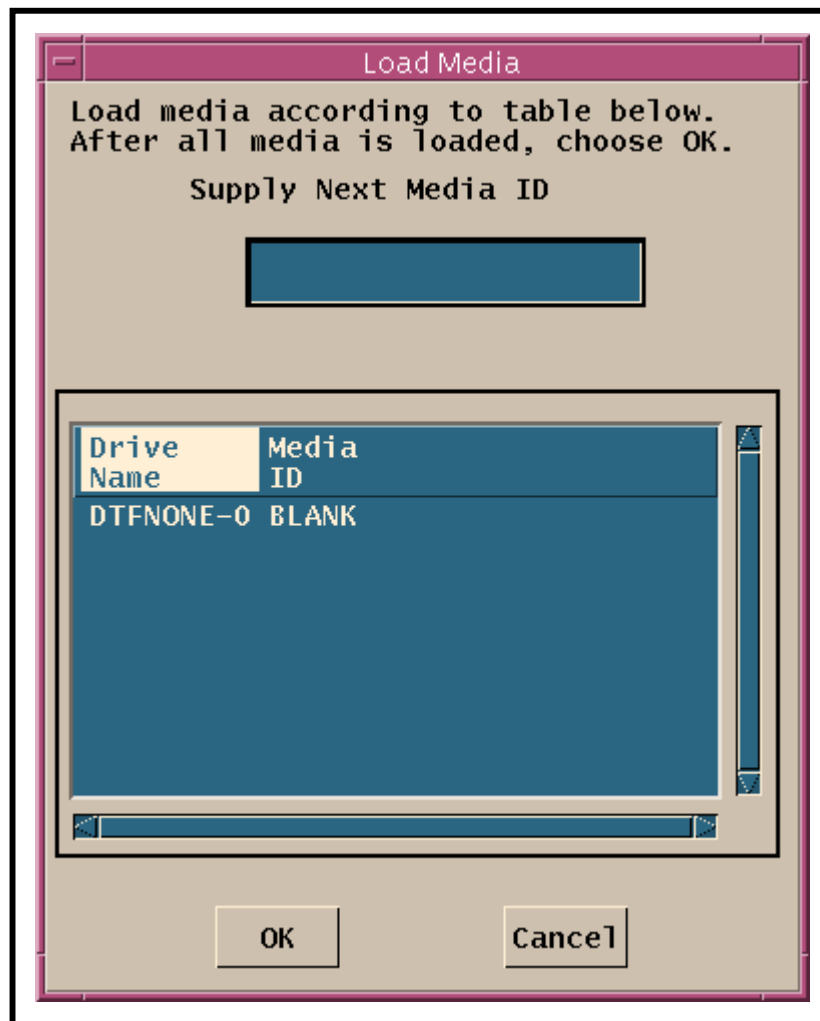 Load Media
Load media according to table below.
After all media is loaded, choose OK.
Supply Next Media ID
Drive Media
Name ID
DTFNONE-0 BLANK
OK Cancel